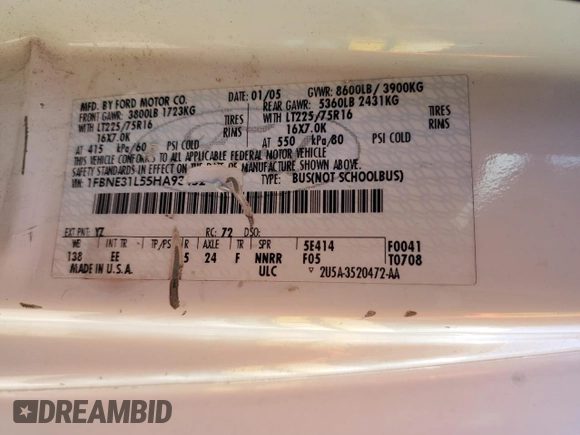 MFD. BY FORD MOTOR CO.
DATE: 01/05
GVWR: 8600LB / 3900KG
FRONT GAWR: 3800LB 1723KG
REAR GAWR: 5360LB 2431KG
WITH LT225/75R16 TIRES
WITH LT225/75R16 TIRES
16X7.0K RINS
16X7.0K RINS
AT 415 kPa/60 PSI COLD
AT 550 kPa/80 PSI COLD
THIS VEHICLE CONFORMS TO ALL APPLICABLE FEDERAL MOTOR VEHICLE
SAFETY STANDARDS IN EFFECT ON THE DATE OF MANUFACTURE SHOWN ABOVE.
VIN:
TYPE: BUS(NOT SCHOOLBUS)
EXT PNT: YZ RC: 72 DSO:
WB INT TR TP/PS R AXLE TR SPR 5E414 F0041
138 EE 5 24 F NNRR F05 T0708
MADE IN U.S.A. ULC 2U5A-3520472-AA
DREAMBID